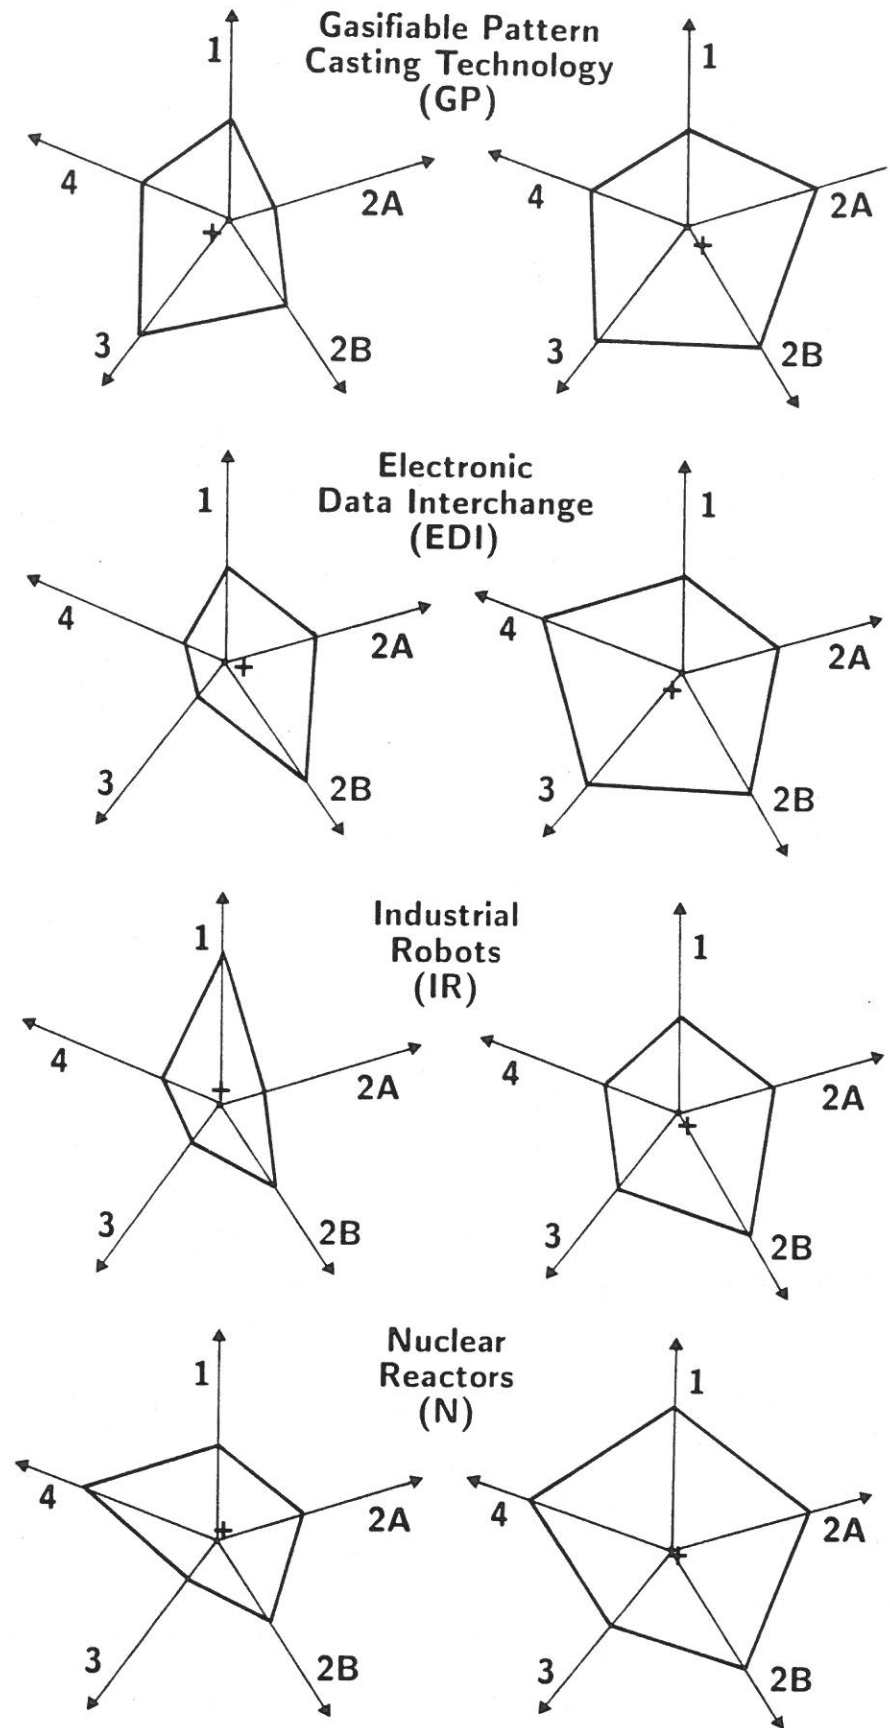 Gasifiable Pattern
Casting Technology
(GP)
1
1
4
2A
4
2A
3
2B
3
2B
Electronic
Data Interchange
(EDI)
1
1
4
2A
4
2A
3
2B
3
2B
Industrial
Robots
(IR)
1
1
4
2A
4
2A
3
2B
3
2B
Nuclear
Reactors
(N)
1
1
4
2A
4
2A
3
2B
3
2B